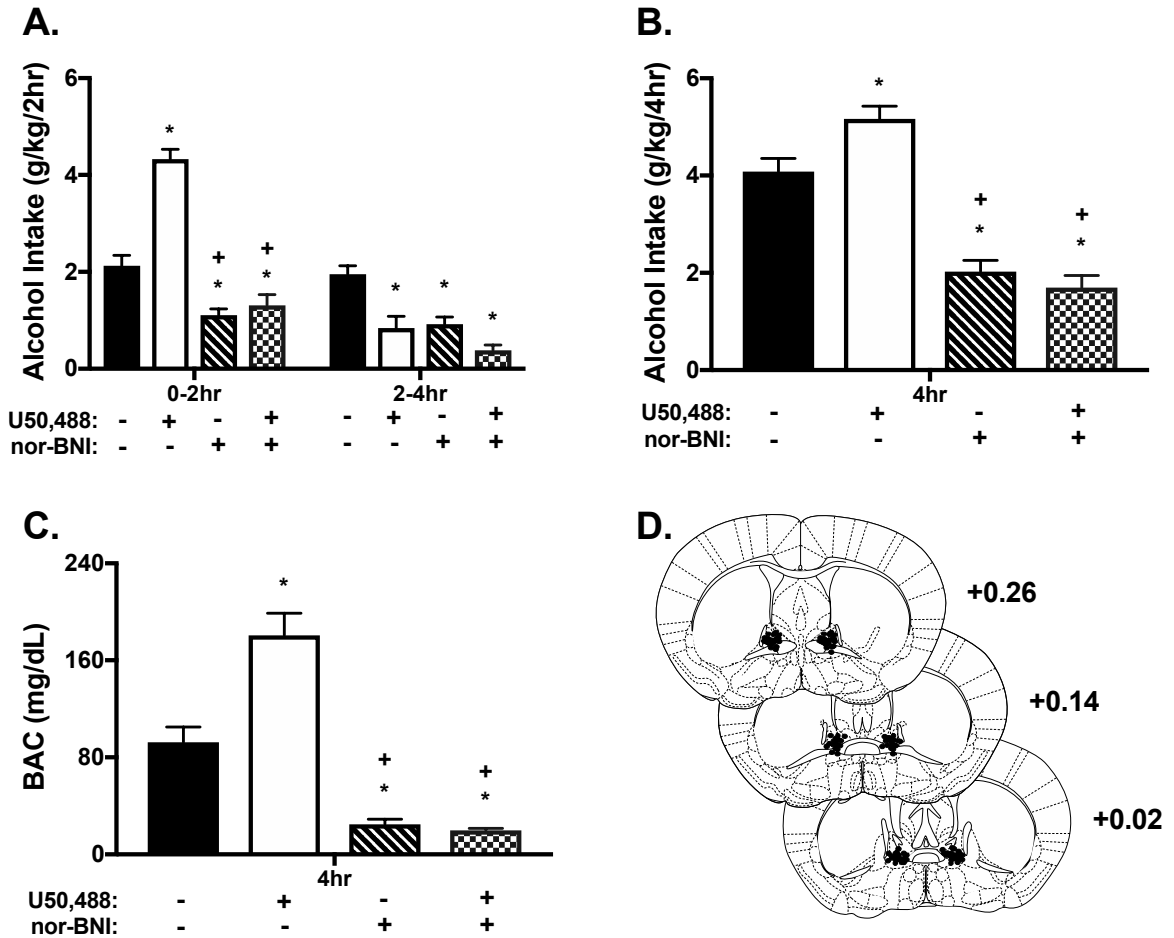 A.
Alcohol Intake (g/kg/2hr)
6
4
2
0
*
+
*
+
*
*
*
*
0-2hr
2-4hr
U50,488: - + - + - + - +
nor-BNI: - - + + - - + +
B.
Alcohol Intake (g/kg/4hr)
6
4
2
0
*
+
*
+
*
4hr
U50,488: - + - +
nor-BNI: - - + +
C.
BAC (mg/dL)
240
160
80
0
*
+
*
+
*
4hr
U50,488: - + - +
nor-BNI: - - + +
D.
+0.26
+0.14
+0.02